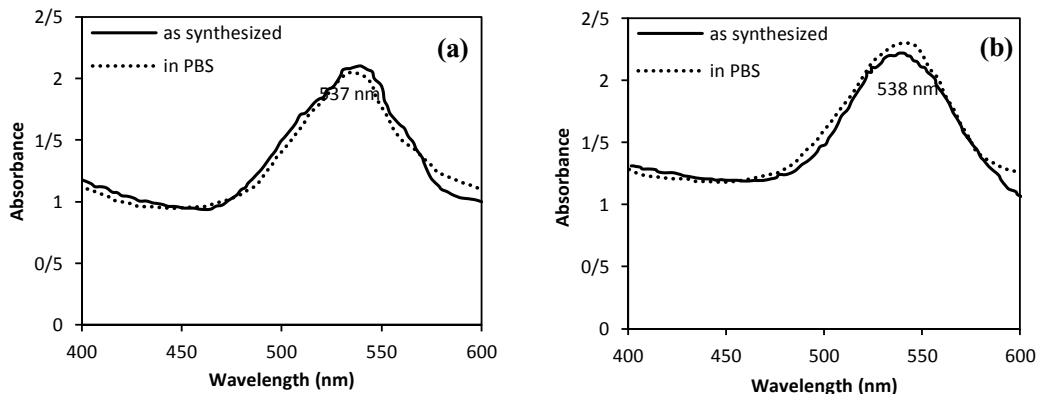 2/5
as synthesized
(a)
in PBS
2
537 nm
1/5
1
0/5
0
400
450
500
550
600
Absorbance
Wavelength (nm)
2/5
as synthesized
(b)
in PBS
2
538 nm
1/5
1
0/5
0
400
450
500
550
600
Absorbance
Wavelength (nm)